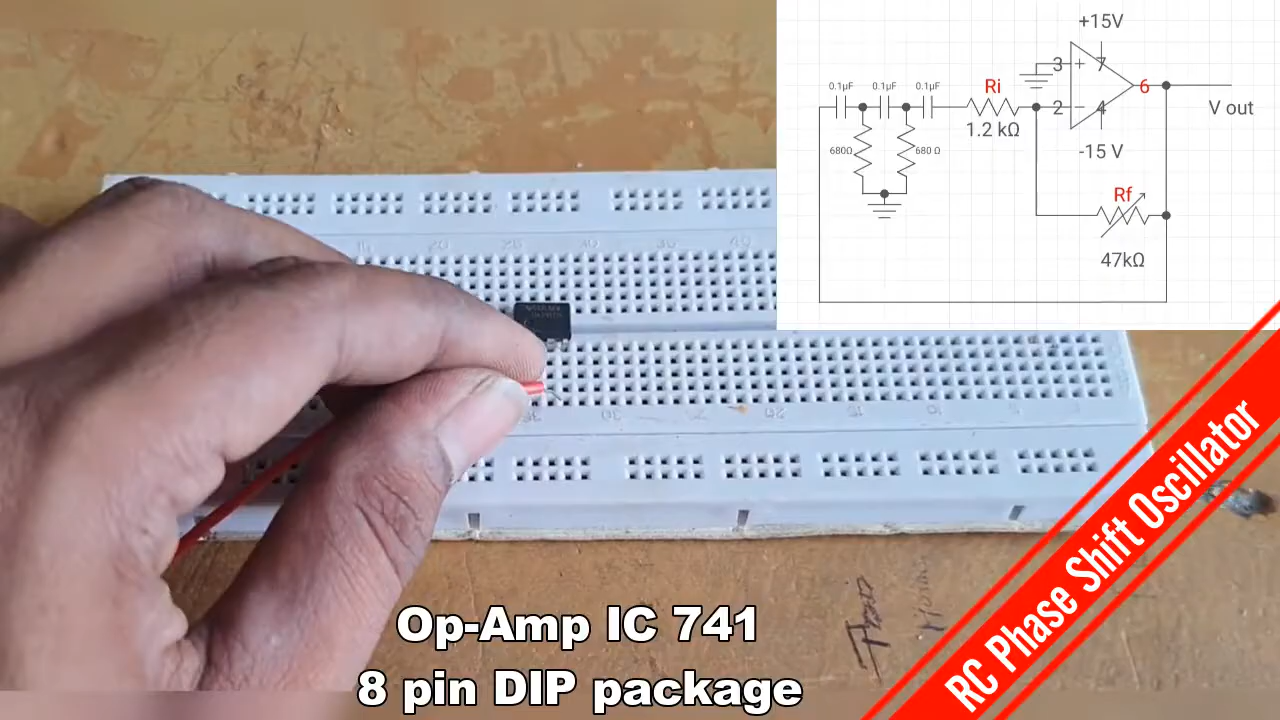 +15V
3
+
7
0.1µF
0.1µF
0.1µF
Ri
6
2
−
4
V out
1.2 kΩ
680Ω
680 Ω
-15 V
Rf
47kΩ
15
20
25
30
35
40
35
30
25
20
15
10
5
Op-Amp IC 741
8 pin DIP package
RC Phase Shift Oscillator